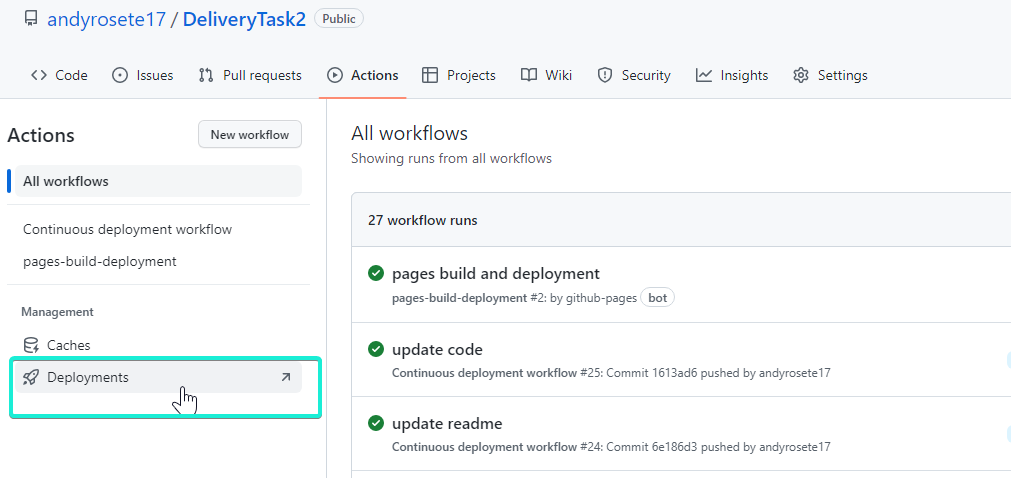 andyrosete17 / DeliveryTask2 Public
Code Issues Pull requests Actions Projects Wiki Security Insights Settings
Actions New workflow
All workflows
Continuous deployment workflow
pages-build-deployment
Management
Caches
Deployments
All workflows
Showing runs from all workflows
27 workflow runs
pages build and deployment
pages-build-deployment #2: by github-pages bot
update code
Continuous deployment workflow #25: Commit 1613ad6 pushed by andyrosete17
update readme
Continuous deployment workflow #24: Commit 6e186d3 pushed by andyrosete17